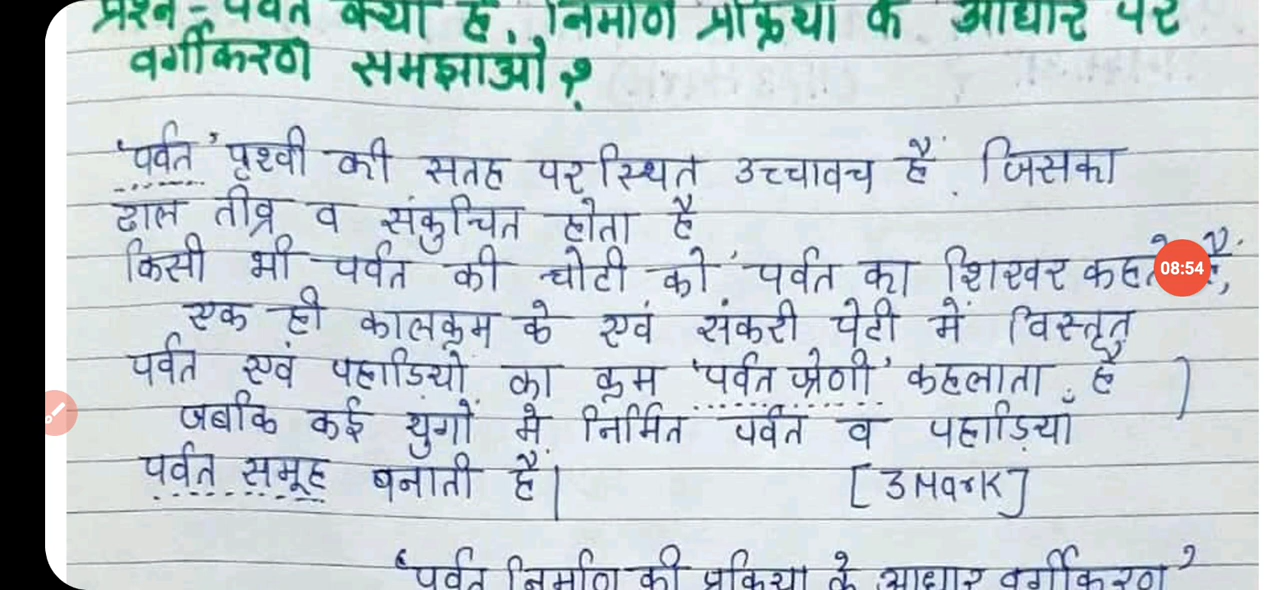 प्रश्न - पर्वत क्या है, निर्माण प्रक्रिया के आधार पर
वर्गीकरण समझाओ?
'पर्वत' पृथ्वी की सतह पर स्थित उच्चावच हैं. जिसका
ढाल तीव्र व संकुचित होता है
किसी भी पर्वत की चोटी को 'पर्वत का शिखर कहते हैं,
08:54
एक ही कालक्रम के एवं संकरी पेटी में विस्तृत
पर्वत एवं पहाड़ियों का क्रम 'पर्वत श्रेणी' कहलाता है
जबकि कई युगों में निर्मित पर्वत व पहाड़ियाँ
पर्वत समूह बनाती हैं।
[3 Mark]
'पर्वत निर्माण की प्रक्रिया के आधार वर्गीकरण'